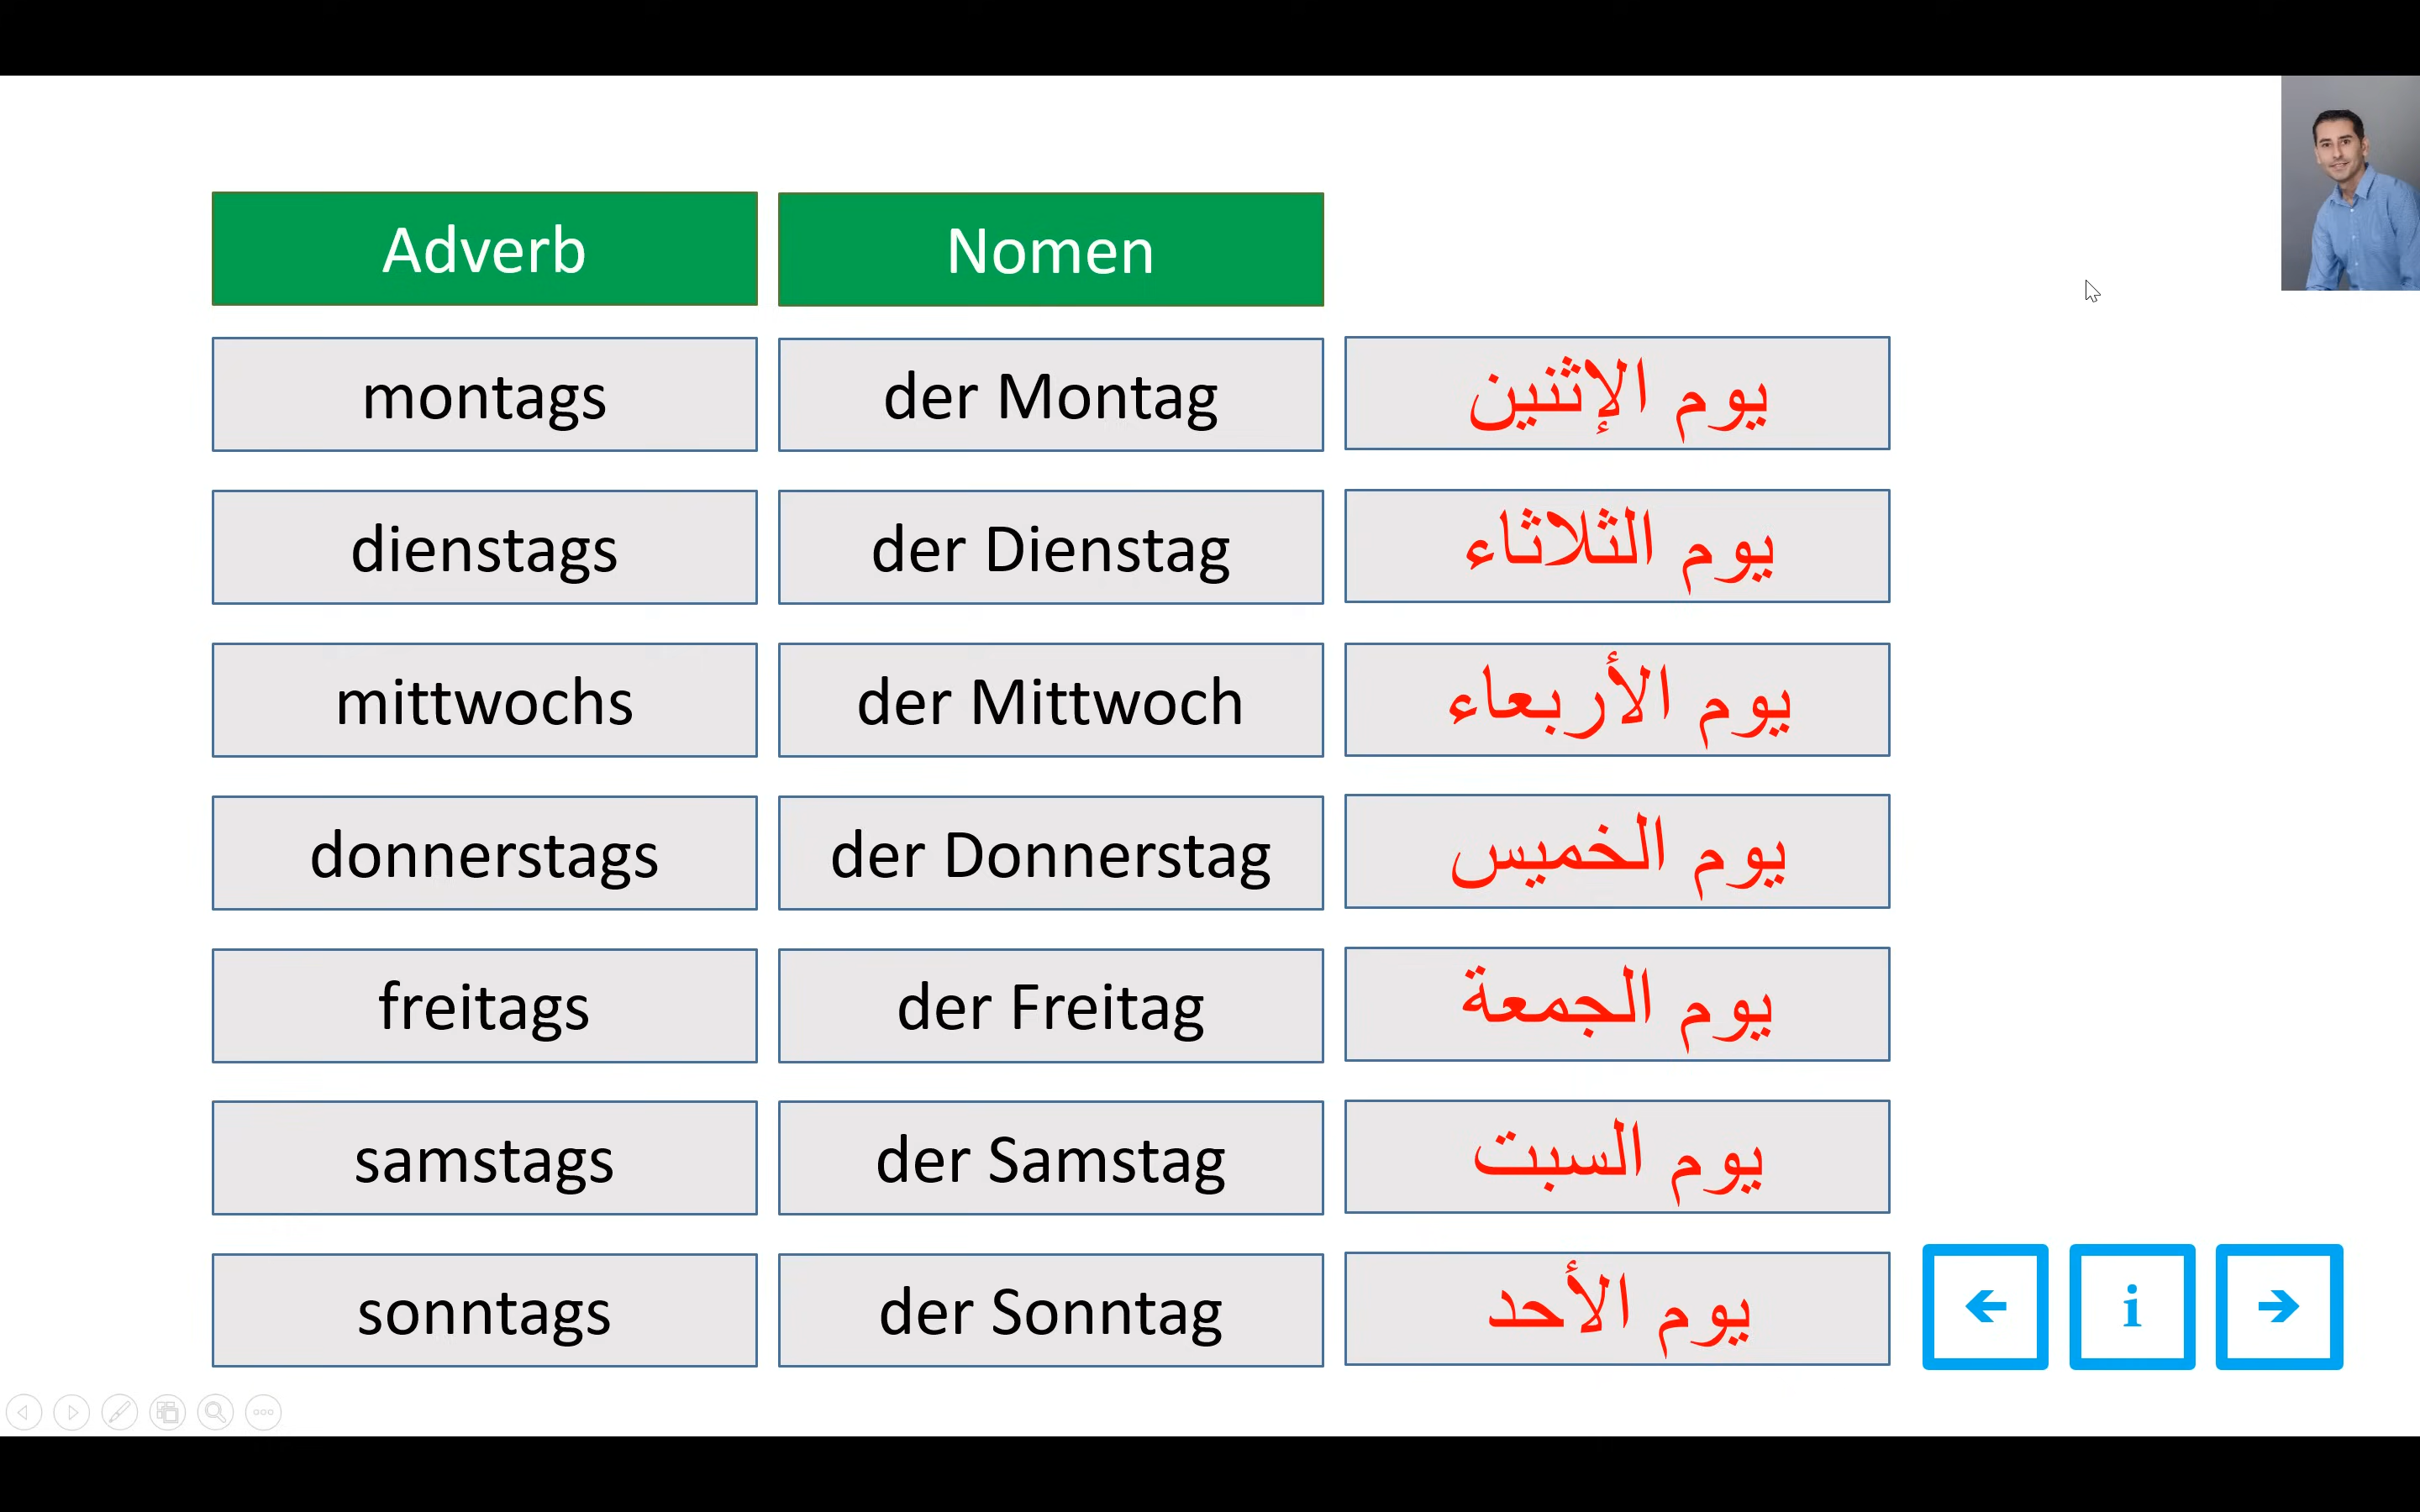 Adverb Nomen
montags der Montag يوم الإثنين
dienstags der Dienstag يوم الثلاثاء
mittwochs der Mittwoch يوم الأربعاء
donnerstags der Donnerstag يوم الخميس
freitags der Freitag يوم الجمعة
samstags der Samstag يوم السبت
sonntags der Sonntag يوم الأحد
i